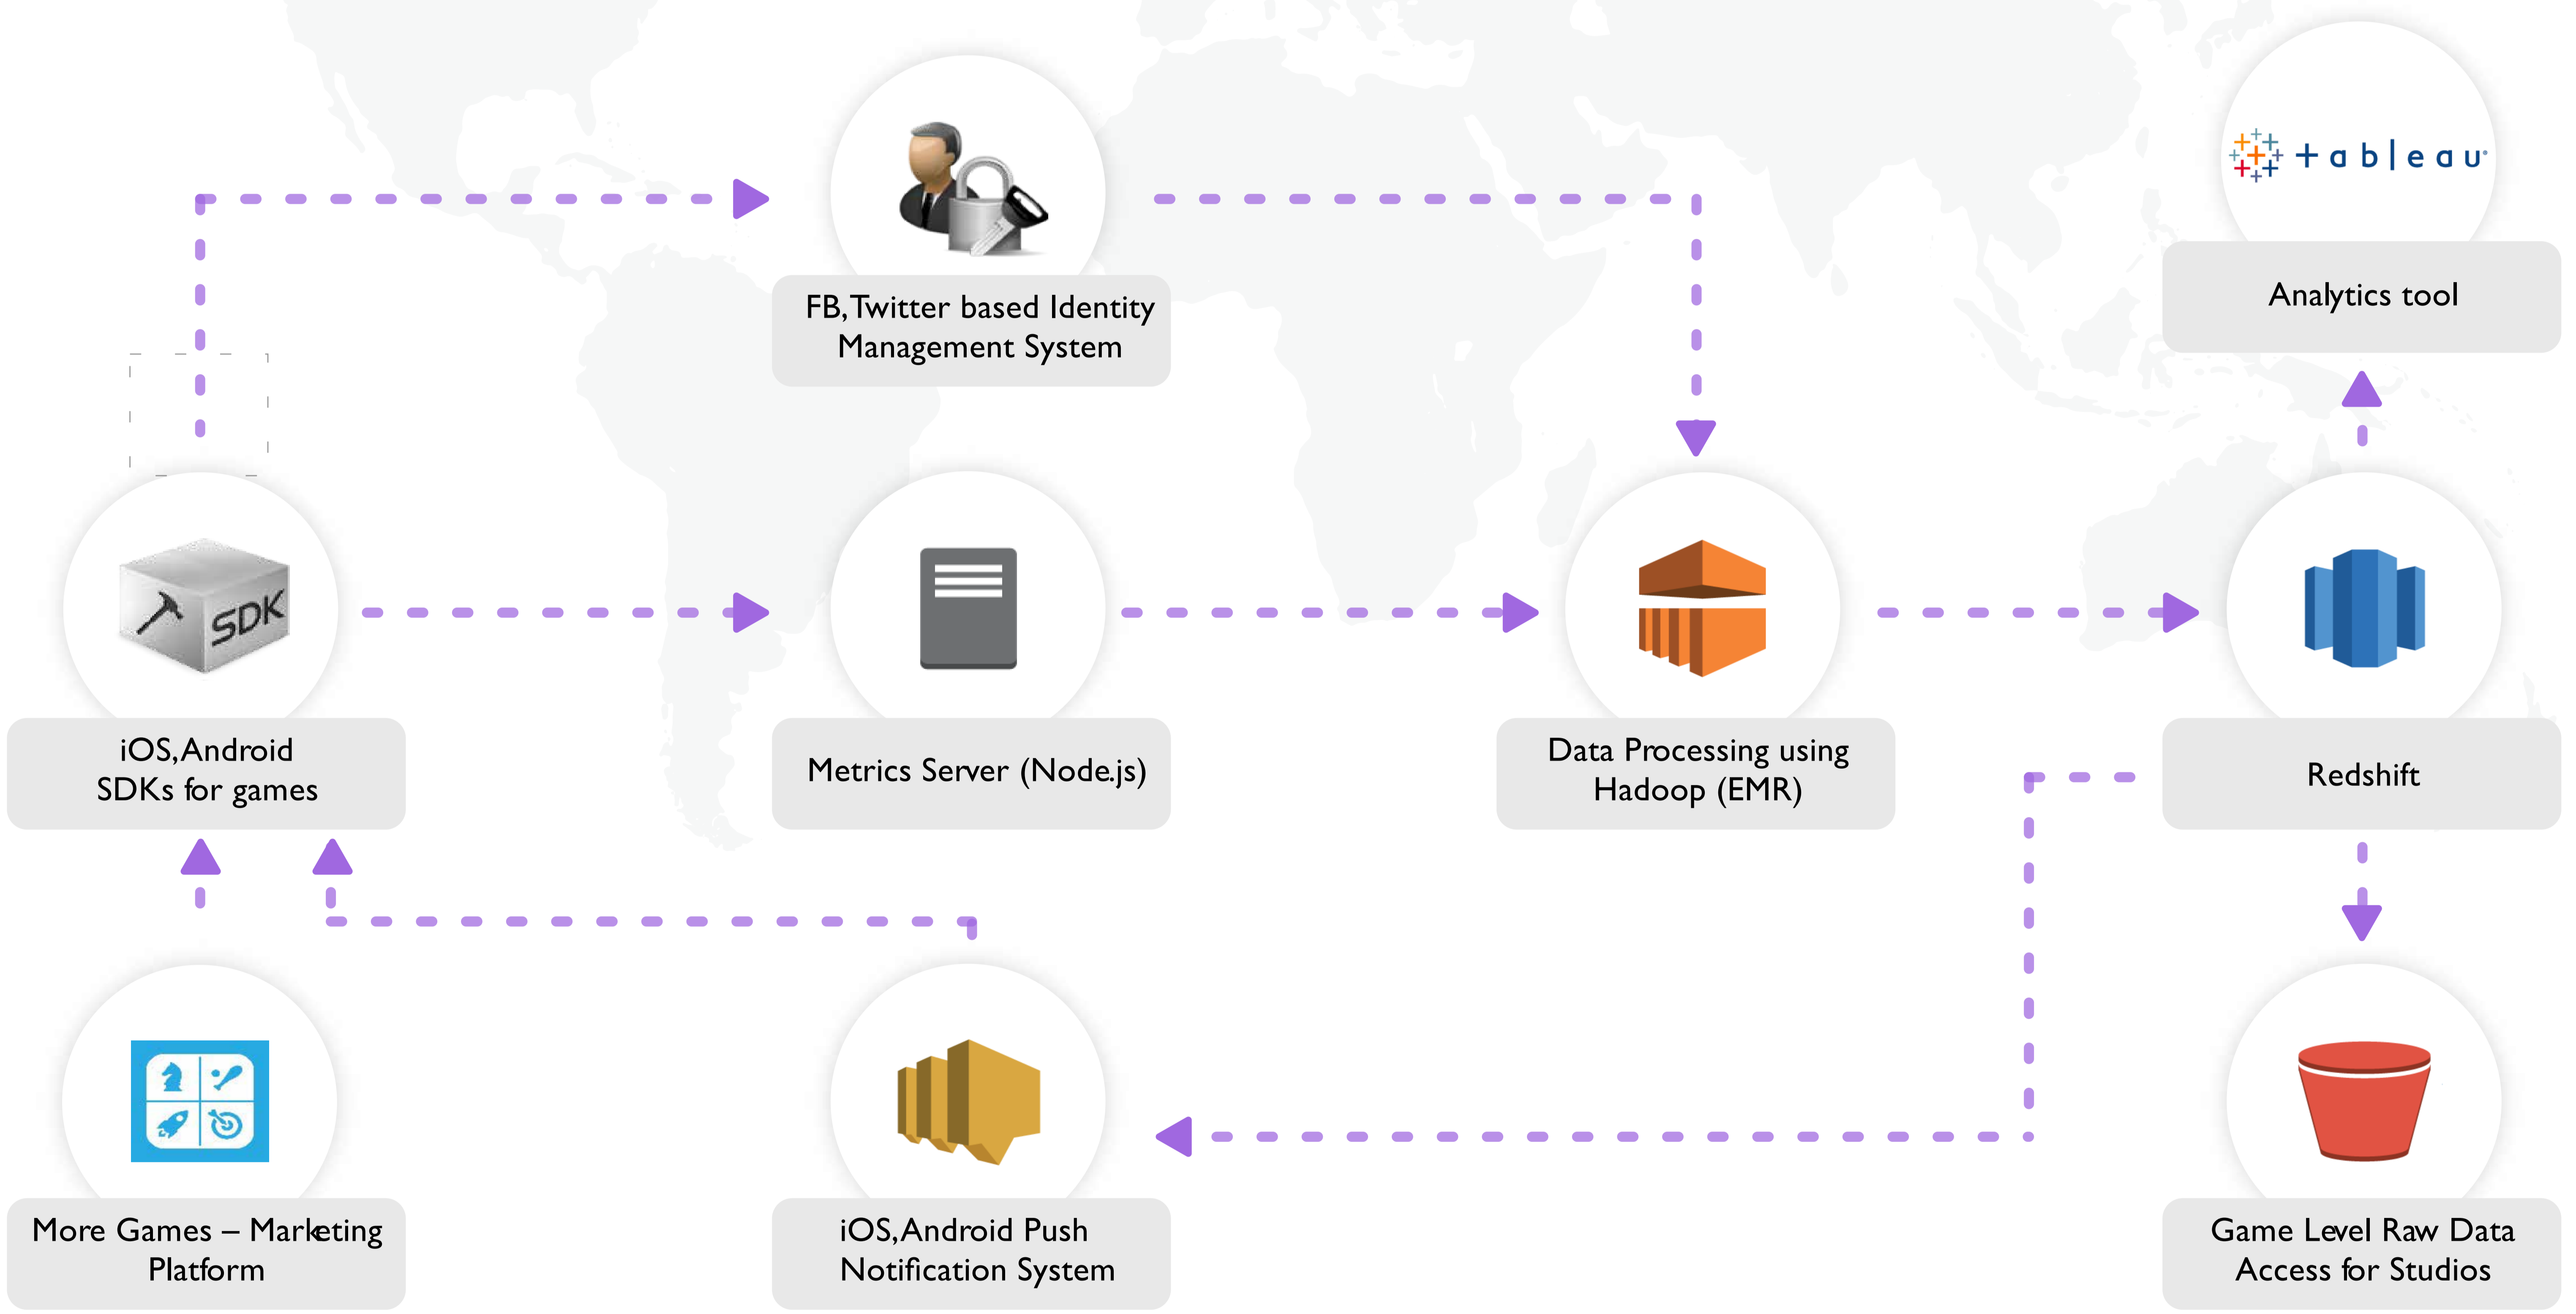 +ableau
FB, Twitter based Identity
Management System
Analytics tool
SDK
iOS, Android
SDKs for games
Metrics Server (Node.js)
Data Processing using
Hadoop (EMR)
Redshift
More Games – Marketing
Platform
iOS, Android Push
Notification System
Game Level Raw Data
Access for Studios